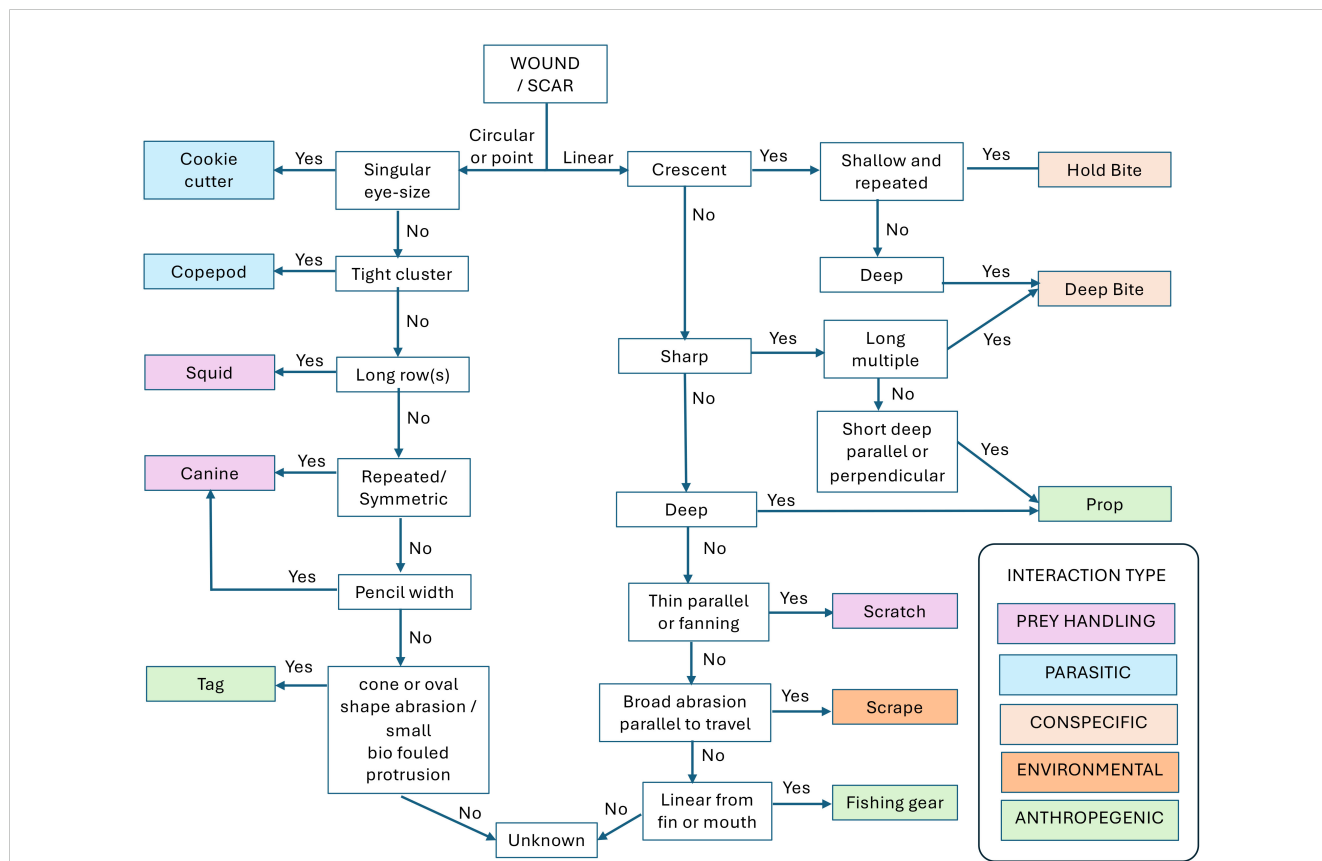 WOUND
/ SCAR
Circular
or point
Linear
Cookie
cutter
Yes
Singular
eye-size
Crescent
Yes
Shallow and
repeated
Yes
Hold Bite
No
No
No
Copepod
Yes
Tight cluster
Deep
Yes
Deep Bite
No
Squid
Yes
Long row(s)
Sharp
Yes
Long
multiple
Yes
No
No
No
Canine
Yes
Repeated/
Symmetric
Short deep
parallel or
perpendicular
Yes
Deep
Yes
Prop
No
No
Yes
Pencil width
Thin parallel
or fanning
Yes
Scratch
No
No
Tag
Yes
cone or oval
shape abrasion /
small
bio fouled
protrusion
Broad abrasion
parallel to travel
Yes
Scrape
No
Linear from
fin or mouth
Yes
Fishing gear
No
No
Unknown
INTERACTION TYPE
PREY HANDLING
PARASITIC
CONSPECIFIC
ENVIRONMENTAL
ANTHROPEGENIC